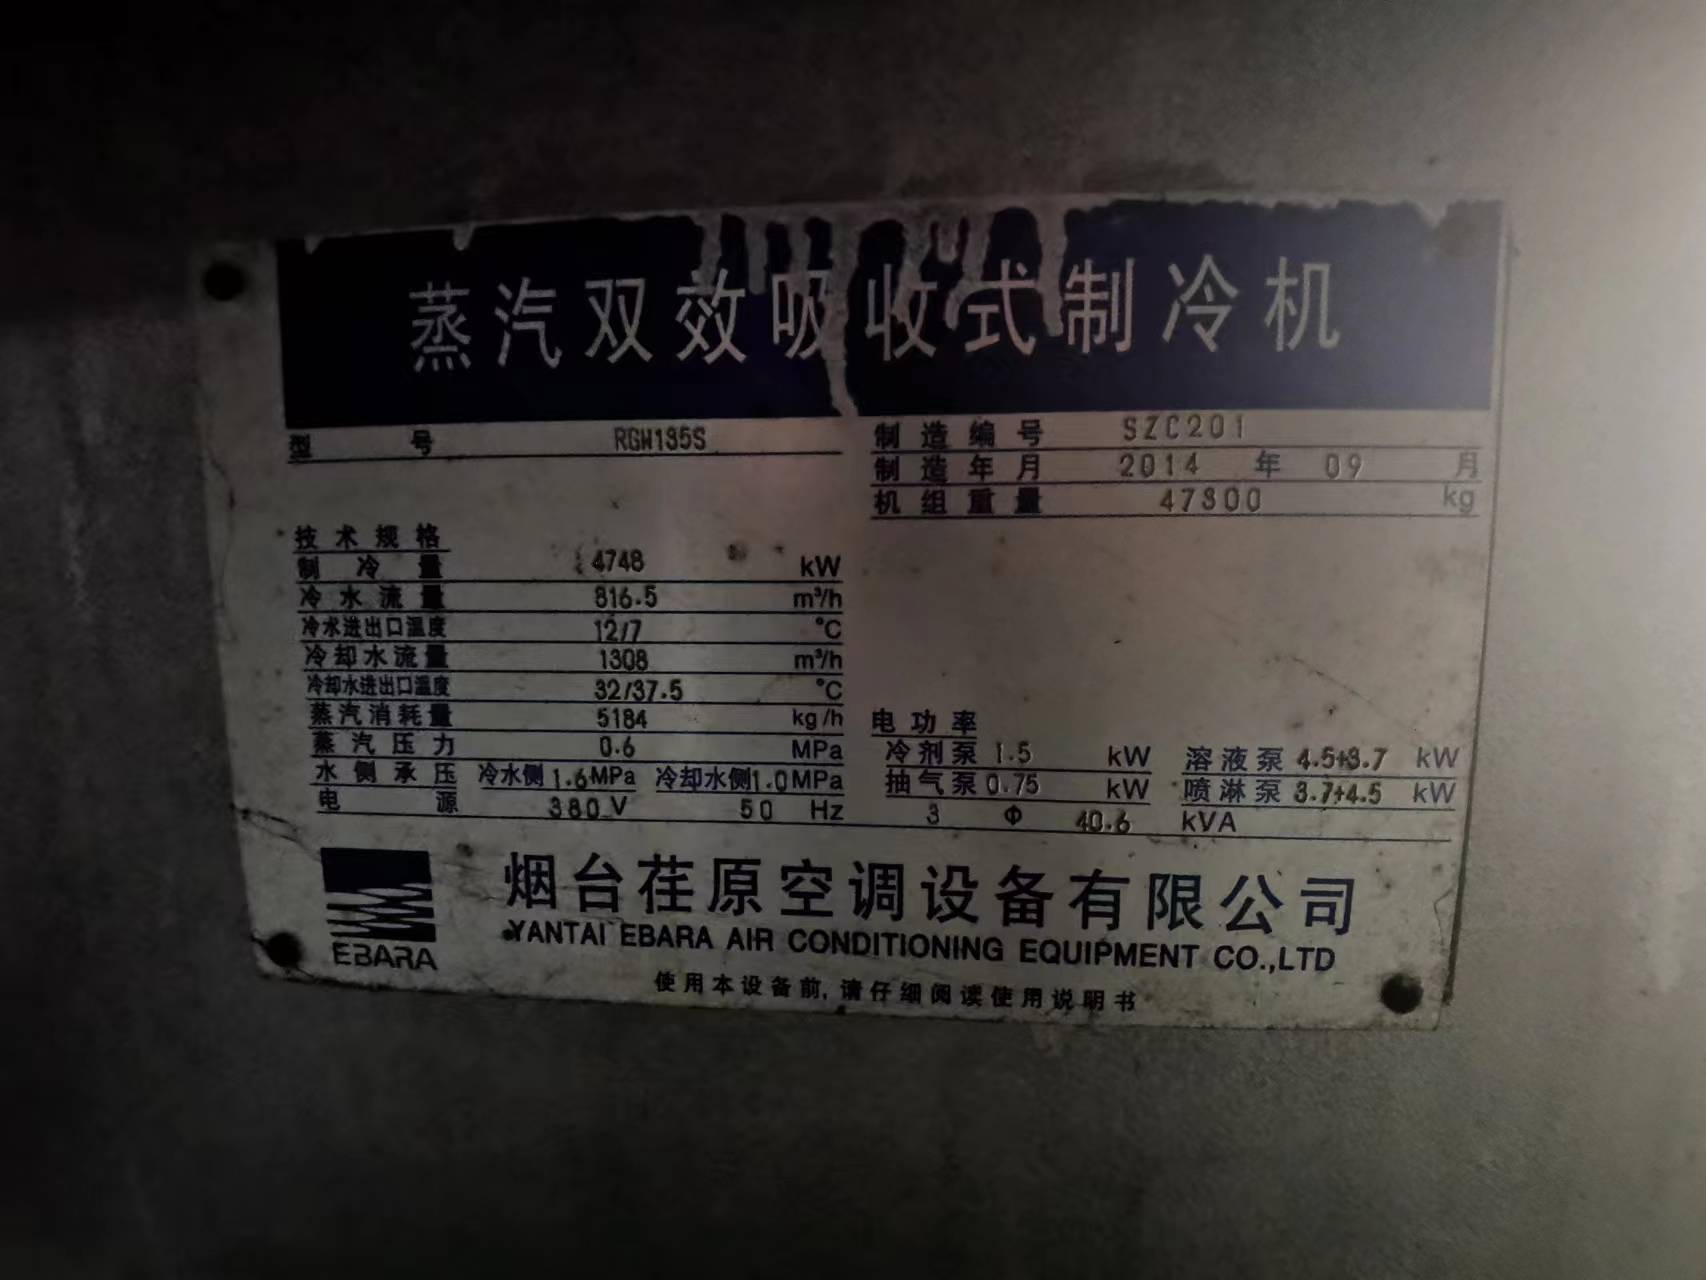 蒸汽双效吸收式制冷机
型 号 RGW135S
制造编号 SZC201
制造年月 2014 年 09 月
机组重量 47300 kg
技术规格
制冷量 4748 kW
冷水流量 816.5 m³/h
冷水进出口温度 12/7 ℃
冷却水流量 1308 m³/h
冷却水进出口温度 32/37.5 ℃
蒸汽消耗量 5184 kg/h
蒸汽压力 0.6 MPa
水侧承压 冷水侧1.6MPa 冷却水侧1.0MPa
电功率
冷剂泵 1.5 kW 溶液泵 4.5+3.7 kW
抽气泵 0.75 kW 喷淋泵 3.7+4.5 kW
电 源 380 V 50 Hz 3 Φ 40.6 kVA
烟台荏原空调设备有限公司
YANTAI EBARA AIR CONDITIONING EQUIPMENT CO.,LTD
EBARA
使用本设备前,请仔细阅读使用说明书